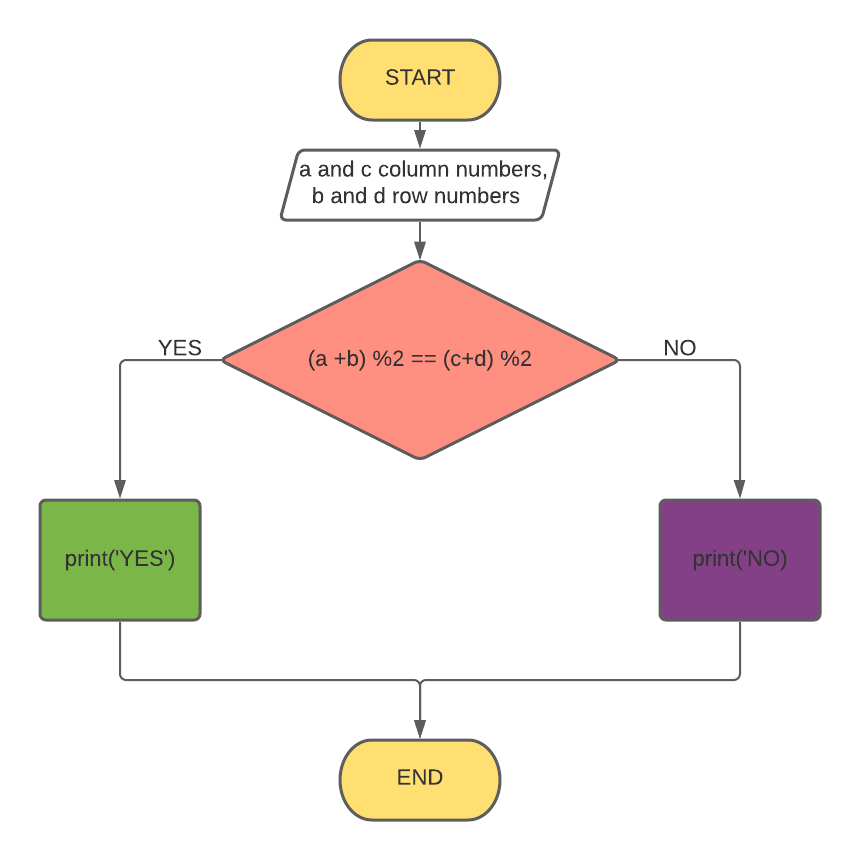 START
a and c column numbers,
b and d row numbers
YES
(a +b) %2 == (c+d) %2
NO
print('YES')
print('NO)
END